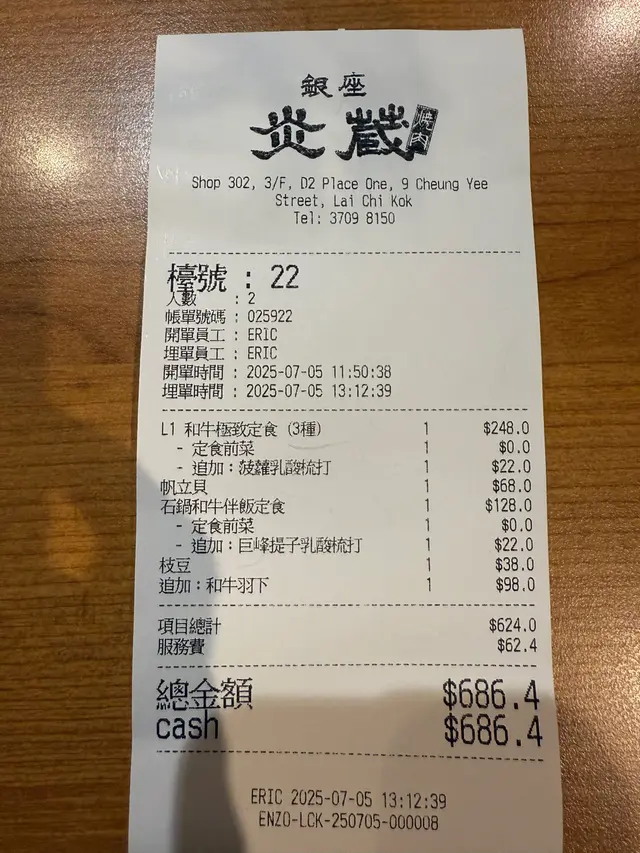 銀座
炎蔵 燒肉
Shop 302, 3/F, D2 Place One, 9 Cheung Yee
Street, Lai Chi Kok
Tel: 3709 8150
檯號 : 22
人數 : 2
帳單號碼 : 025922
開單員工 : ERIC
埋單員工 : ERIC
開單時間 : 2025-07-05 11:50:38
埋單時間 : 2025-07-05 13:12:39
L1 和牛極致定食 (3種) 1 $248.0
- 定食前菜 1 $0.0
- 追加：菠蘿乳酸梳打 1 $22.0
帆立貝 1 $68.0
石鍋和牛伴飯定食 1 $128.0
- 定食前菜 1 $0.0
- 追加：巨峰提子乳酸梳打 1 $22.0
枝豆 1 $38.0
追加：和牛羽下 1 $98.0
項目總計 $624.0
服務費 $62.4
總金額 $686.4
cash $686.4
ERIC 2025-07-05 13:12:39
ENZO-LCK-250705-000008